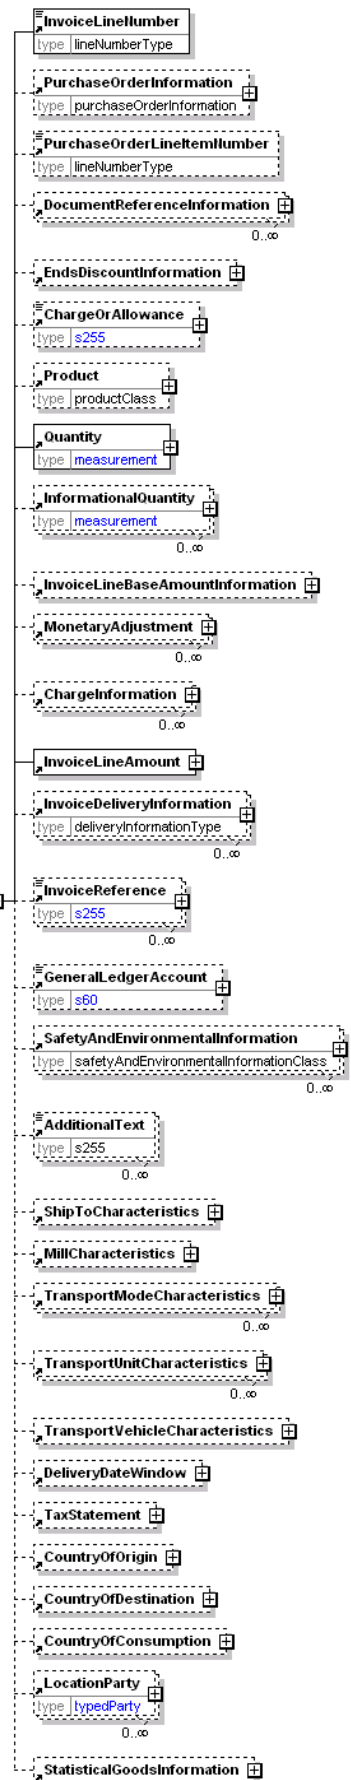 InvoiceLineNumber
type lineNumberType
PurchaseOrderInformation
type purchaseOrderInformation
PurchaseOrderLineItemNumber
type lineNumberType
DocumentReferenceInformation
0..∞
EndsDiscountInformation
ChargeOrAllowance
type s255
Product
type productClass
Quantity
type measurement
InformationalQuantity
type measurement
0..∞
InvoiceLineBaseAmountInformation
MonetaryAdjustment
0..∞
ChargeInformation
0..∞
InvoiceLineAmount
InvoiceDeliveryInformation
type deliveryInformationType
0..∞
InvoiceReference
type s255
0..∞
GeneralLedgerAccount
type s60
SafetyAndEnvironmentalInformation
type safetyAndEnvironmentalInformationClass
0..∞
AdditionalText
type s255
0..∞
ShipToCharacteristics
MillCharacteristics
TransportModeCharacteristics
0..∞
TransportUnitCharacteristics
0..∞
TransportVehicleCharacteristics
DeliveryDateWindow
TaxStatement
CountryOfOrigin
CountryOfDestination
CountryOfConsumption
LocationParty
type typedParty
0..∞
StatisticalGoodsInformation